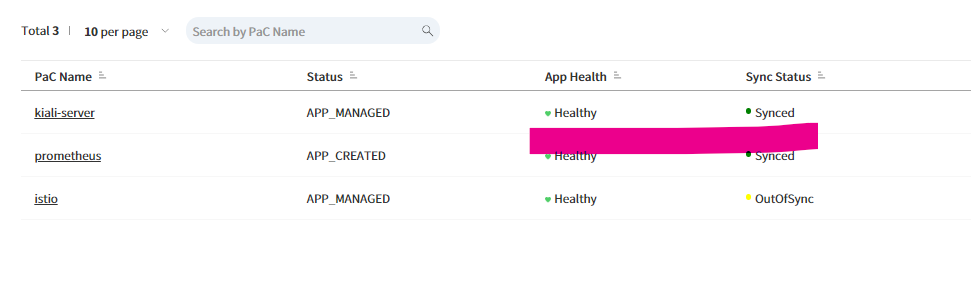 Total 3 | 10 per page Search by PaC Name
PaC Name Status App Health Sync Status
kiali-server APP_MANAGED Healthy Synced
prometheus APP_CREATED Healthy Synced
istio APP_MANAGED Healthy OutOfSync